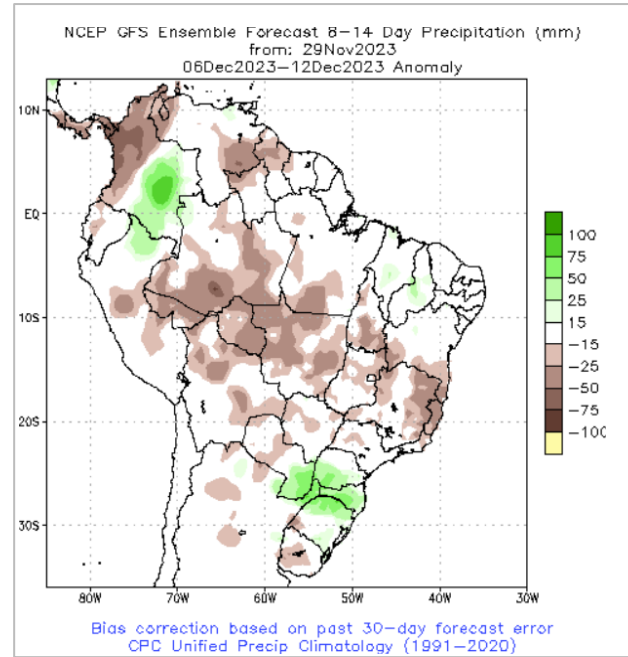 NCEP GFS Ensemble Forecast 8-14 Day Precipitation (mm)
from: 29Nov2023
06Dec2023-12Dec2023 Anomaly
10N
EQ
10S
20S
30S
80W 70W 60W 50W 40W 30W
100
75
50
25
15
-15
-25
-50
-75
-100
Bias correction based on past 30-day forecast error
CPC Unified Precip Climatology (1991-2020)